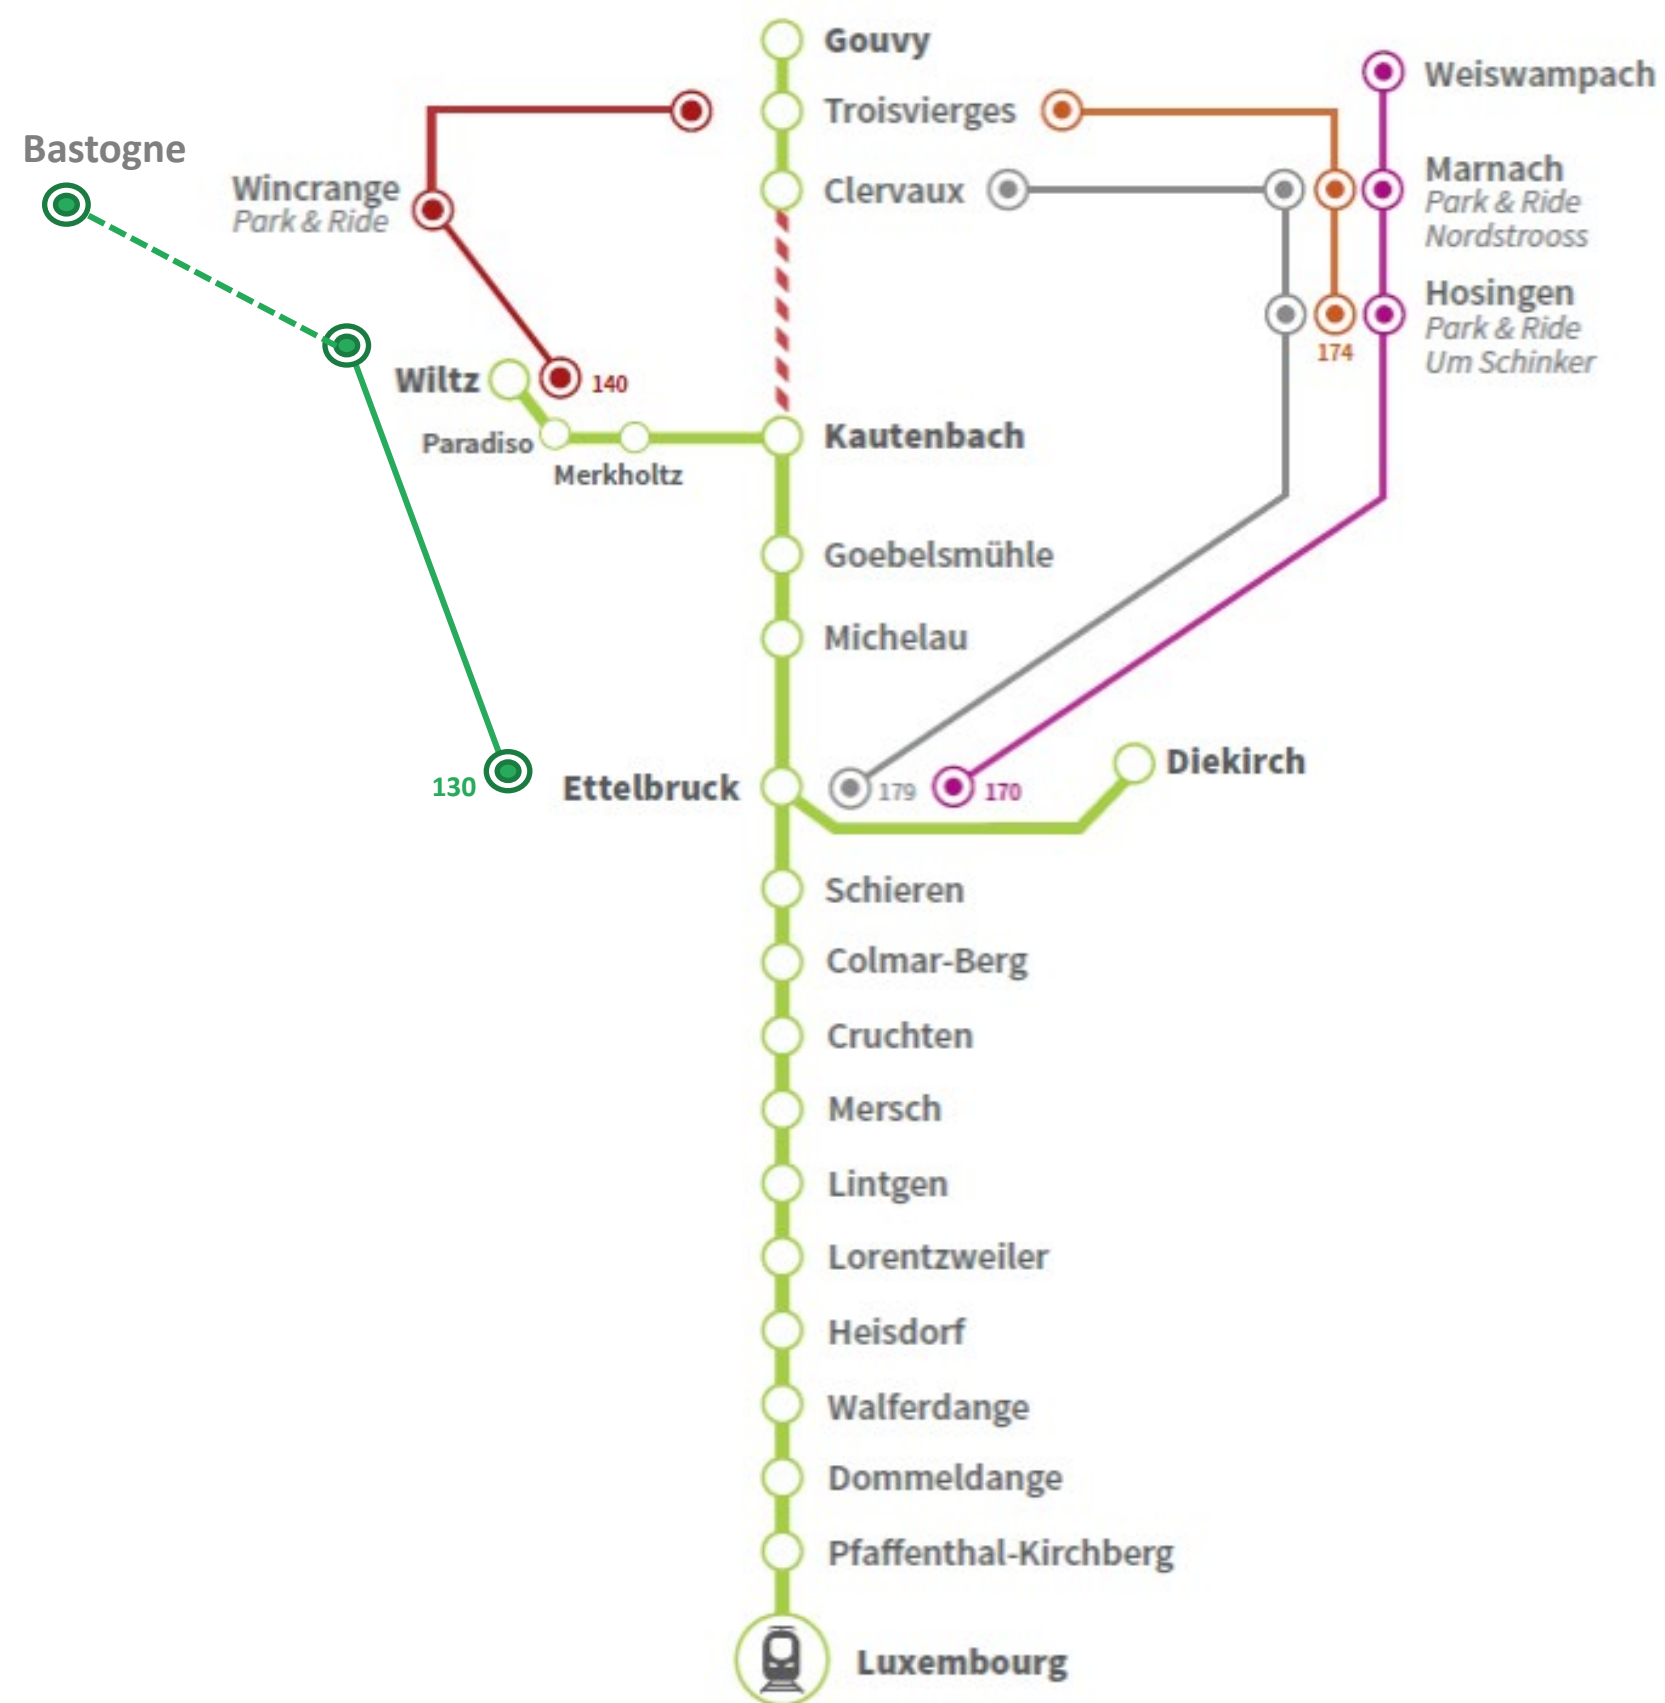 Gouvy
Weiswampach
Troisvierges
Bastogne
Marnach
Park & Ride
Nordstrooss
Wincrange
Park & Ride
Clervaux
Hosingen
Park & Ride
Um Schinker
174
Wiltz
140
Paradiso
Merkholtz
Kautenbach
Goebelsmühle
Michelau
Diekirch
130
Ettelbruck
179
170
Schieren
Colmar-Berg
Cruchten
Mersch
Lintgen
Lorentzweiler
Heisdorf
Walferdange
Dommeldange
Pfaffenthal-Kirchberg
Luxembourg